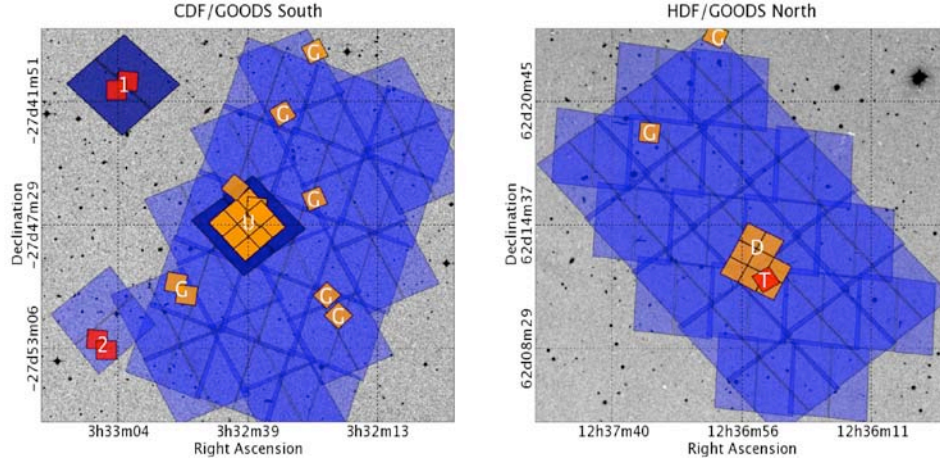 CDF/GOODS South
HDF/GOODS North
1
G
G
G
U
G
G
G
2
G
G
D
T
-27d41m51
-27d47m29
-27d53m06
Declination
3h33m04
3h32m39
3h32m13
Right Ascension
62d20m45
62d14m37
62d08m29
Declination
12h37m40
12h36m56
12h36m11
Right Ascension